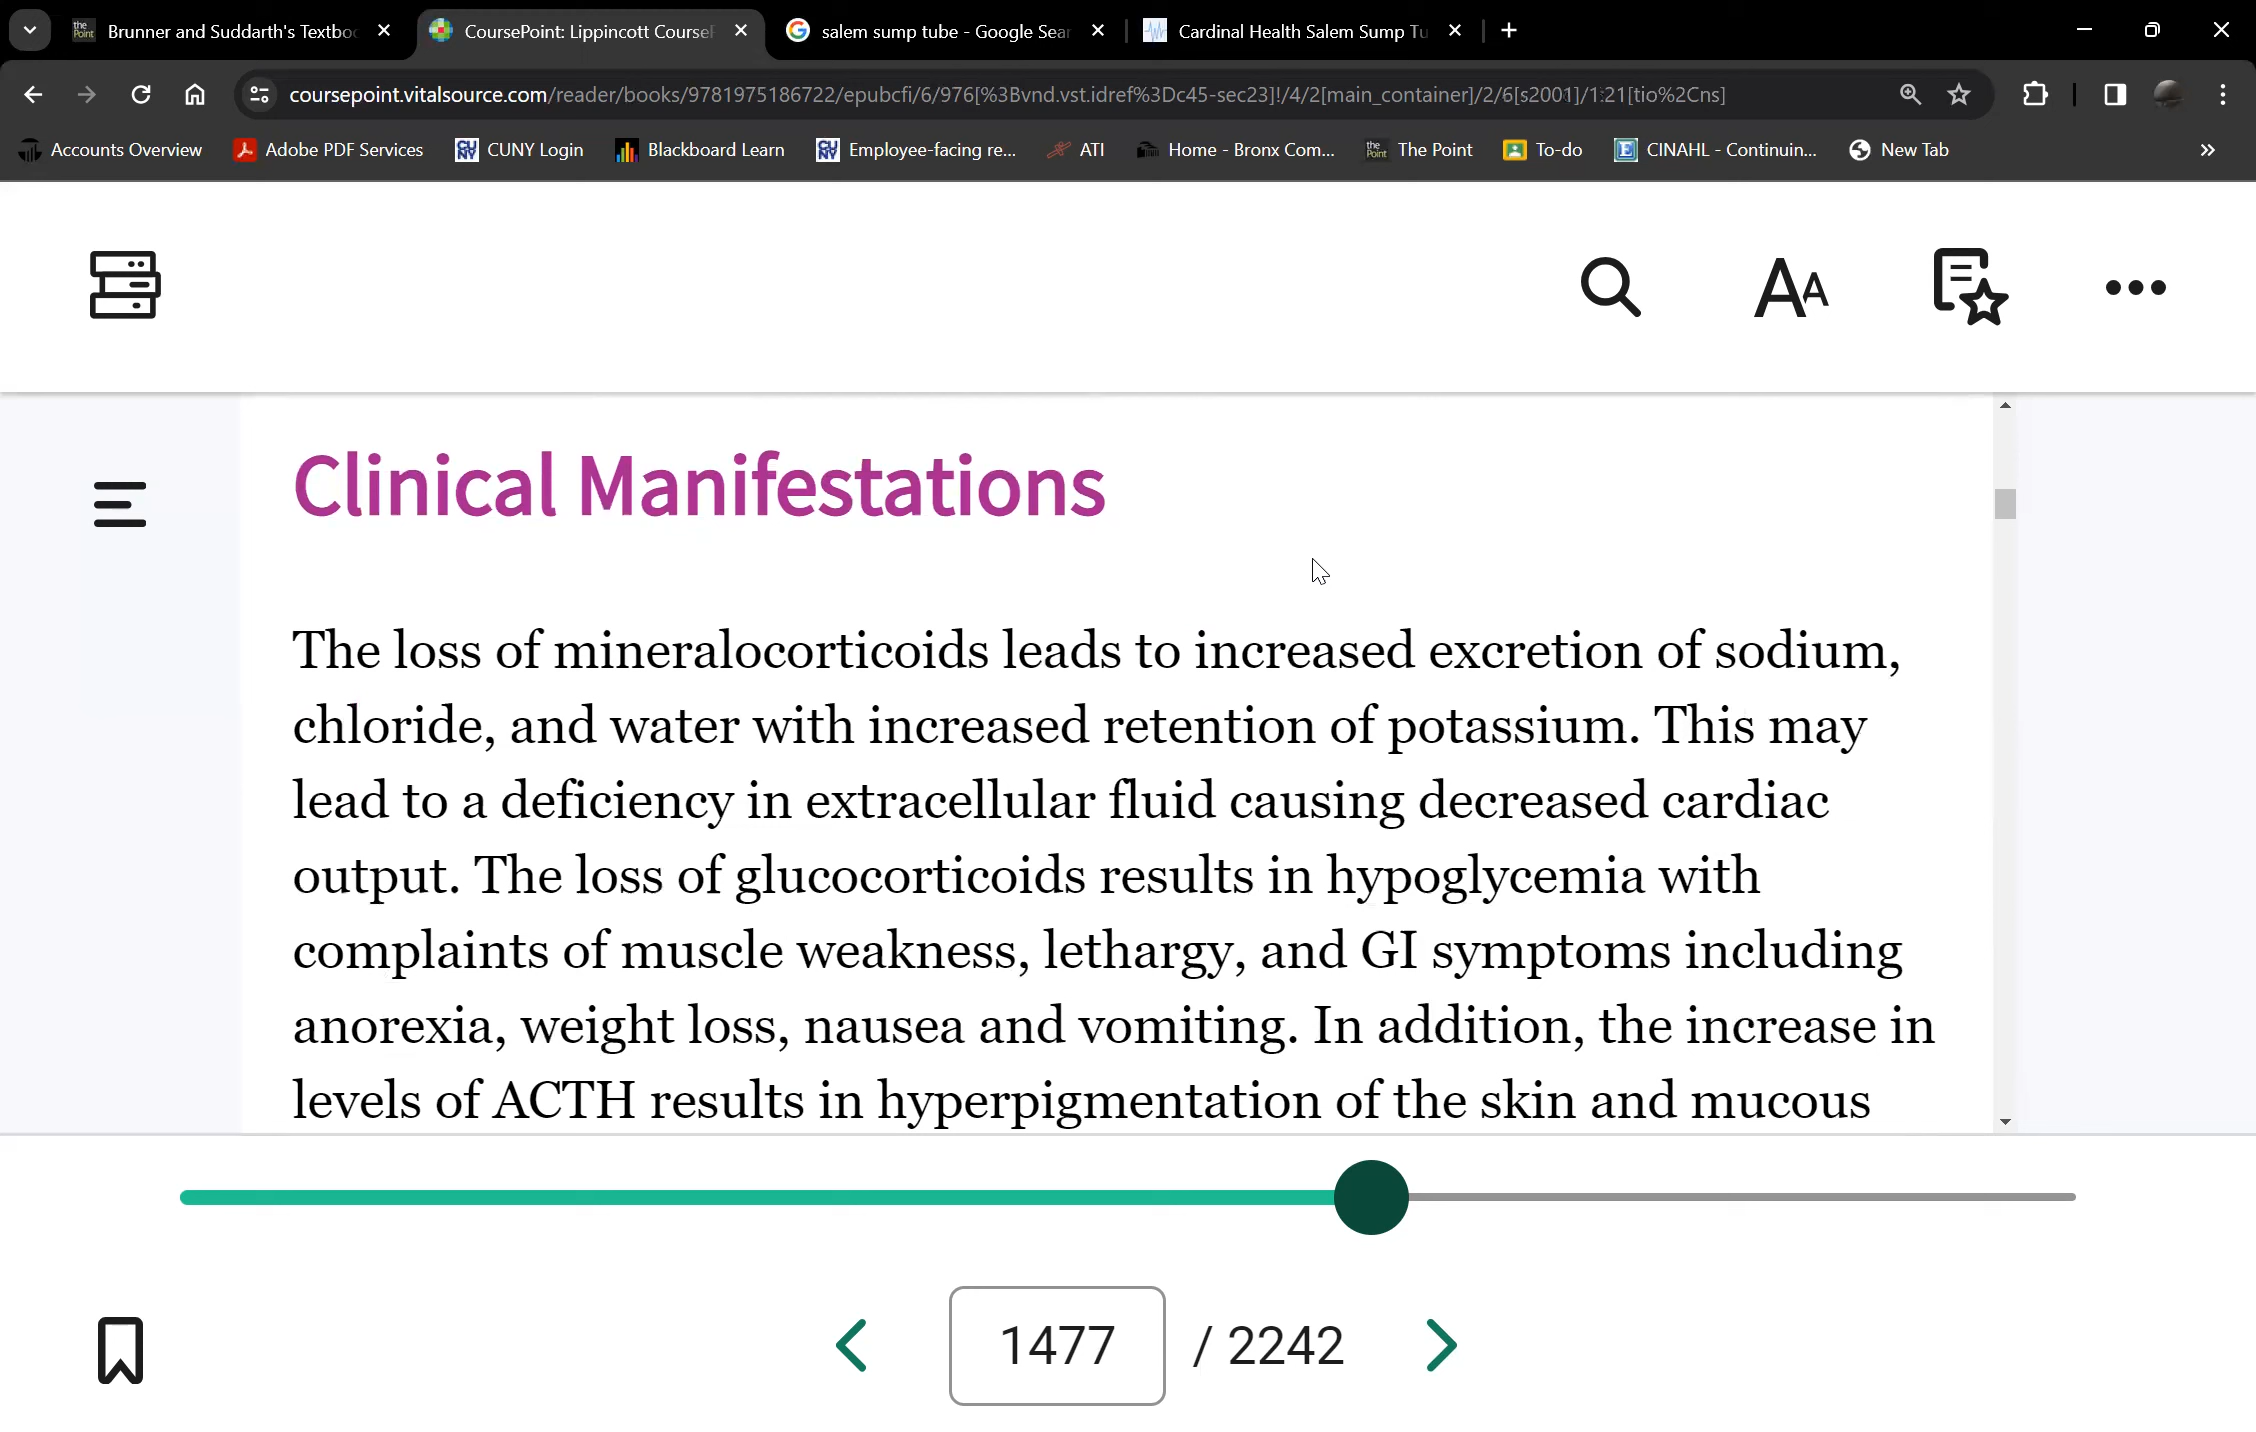 the Point
Brunner and Suddarth's Textbo
CoursePoint: Lippincott Course
salem sump tube - Google Sear
Cardinal Health Salem Sump Tu
coursepoint.vitalsource.com/reader/books/9781975186722/epubcfi/6/976[%3Bvnd.vst.idref%3Dc45-sec23]!/4/2[main_container]/2/6[s2001]/1:21[tio%2Cns]
Accounts Overview
Adobe PDF Services
CUNY
CUNY Login
Blackboard Learn
CUNY
Employee-facing re...
ATI
Home - Bronx Com...
the Point
The Point
To-do
E
CINAHL - Continuin...
New Tab
AA
Clinical Manifestations
The loss of mineralocorticoids leads to increased excretion of sodium,
chloride, and water with increased retention of potassium. This may
lead to a deficiency in extracellular fluid causing decreased cardiac
output. The loss of glucocorticoids results in hypoglycemia with
complaints of muscle weakness, lethargy, and GI symptoms including
anorexia, weight loss, nausea and vomiting. In addition, the increase in
levels of ACTH results in hyperpigmentation of the skin and mucous
1477 / 2242